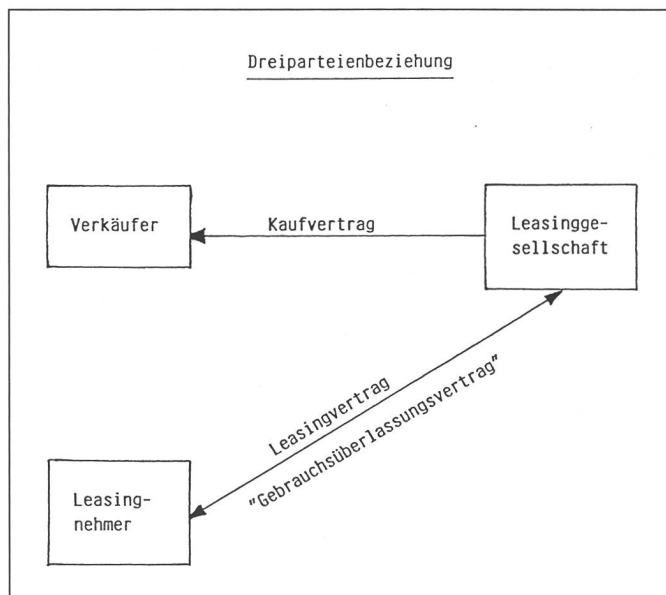 Dreiparteienbeziehung
Verkäufer
Kaufvertrag
Leasingge-
sellschaft
Leasingvertrag
"Gebrauchsüberlassungsvertrag"
Leasing-
nehmer